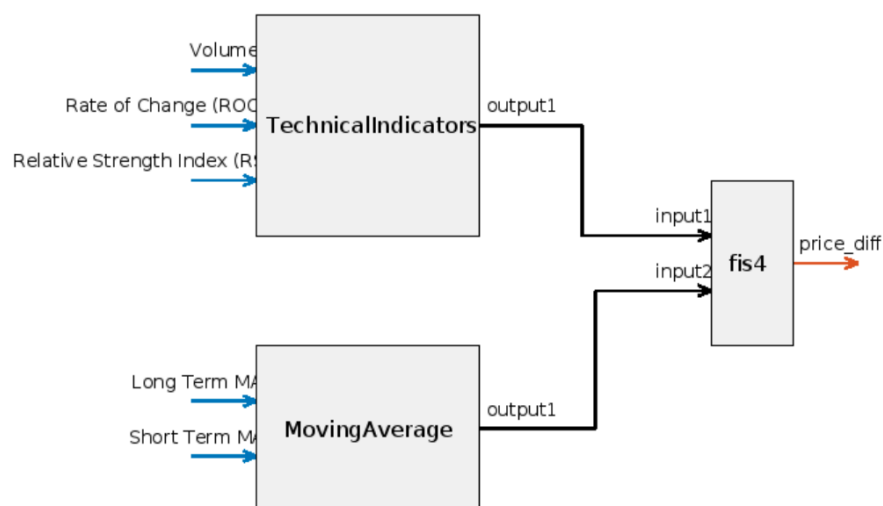 Volume
Rate of Change (ROC
Relative Strength Index (RS
TechnicalIndicators
output1
input1
input2
fis4
price_diff
Long Term MA
Short Term MA
MovingAverage
output1